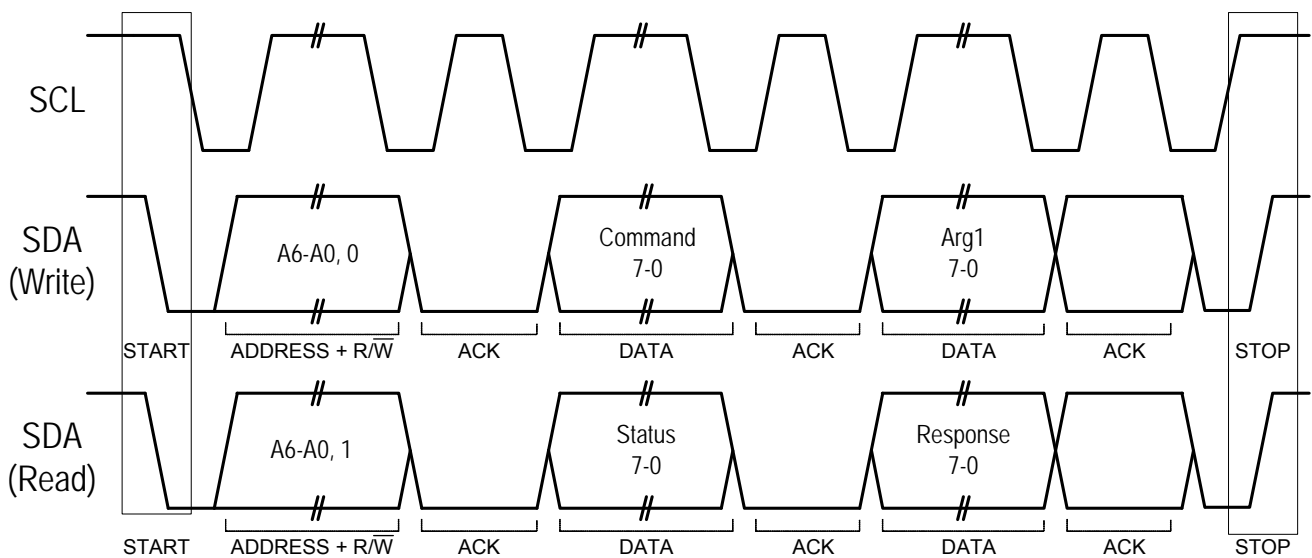 SCL
SDA
(Write)
A6-A0, 0
Command
7-0
Arg1
7-0
START
ADDRESS + R/W̅
ACK
DATA
ACK
DATA
ACK
STOP
SDA
(Read)
A6-A0, 1
Status
7-0
Response
7-0
START
ADDRESS + R/W̅
ACK
DATA
ACK
DATA
ACK
STOP